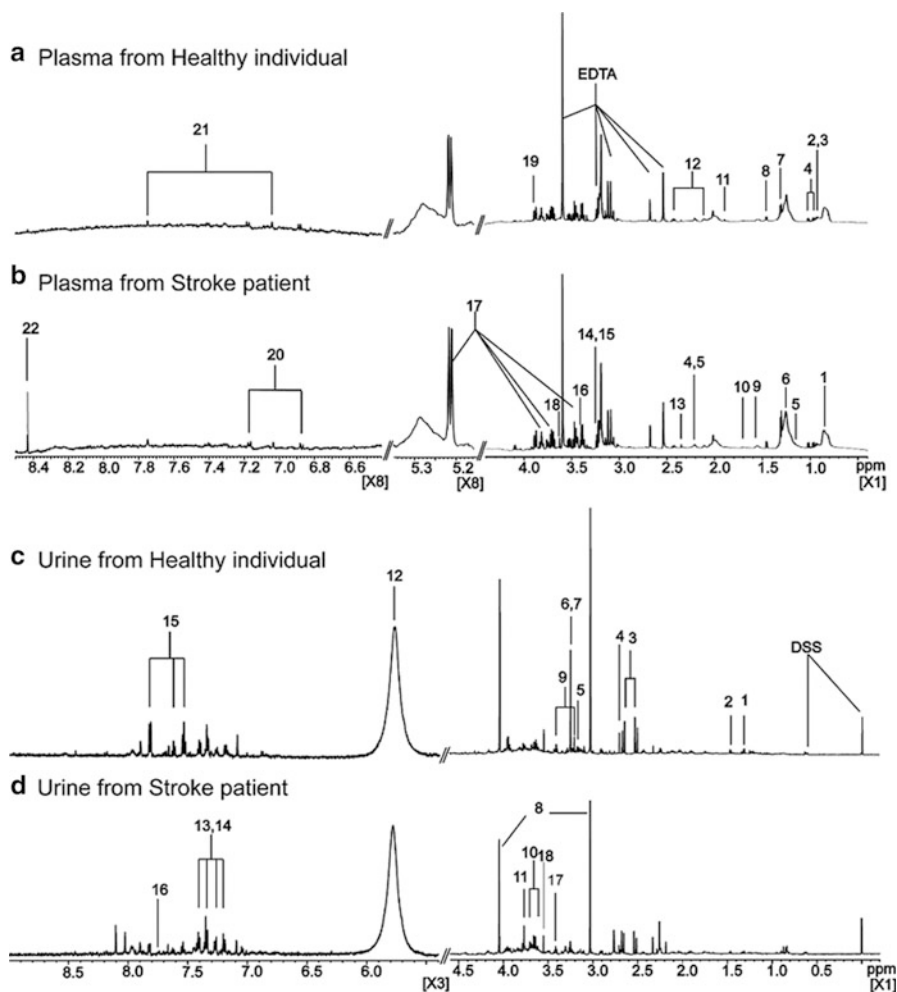 a Plasma from Healthy individual
21
EDTA
19
12
11
8
7
4
2,3
b Plasma from Stroke patient
22
20
17
18
16
14,15
13
4,5
10
9
6
5
1
8.4 8.2 8.0 7.8 7.6 7.4 7.2 7.0 6.8 6.6
[X8]
5.3 5.2
[X8]
4.0 3.5 3.0 2.5 2.0 1.5 1.0 ppm
[X1]
c Urine from Healthy individual
15
12
9
6,7
5
4
3
2
1
DSS
d Urine from Stroke patient
16
13,14
11
10
18
8
17
8.5 8.0 7.5 7.0 6.5 6.0
[X3]
4.5 4.0 3.5 3.0 2.5 2.0 1.5 1.0 0.5 ppm
[X1]